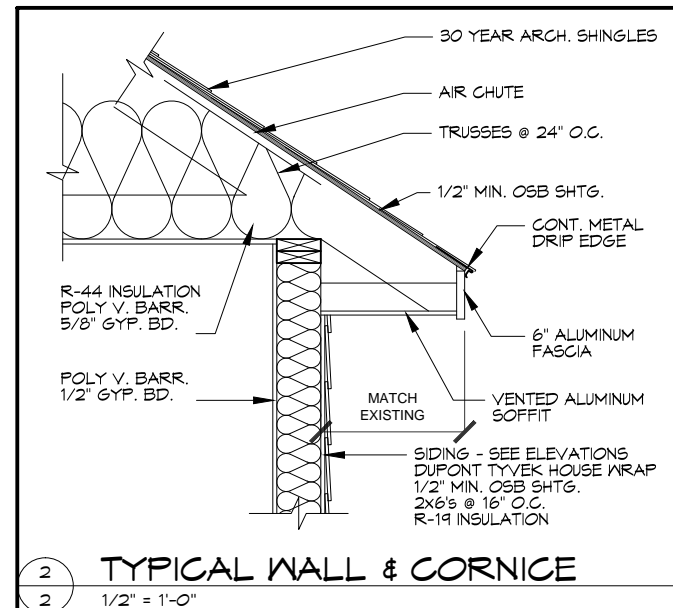 30 YEAR ARCH. SHINGLES
AIR CHUTE
TRUSSES @ 24" O.C.
1/2" MIN. OSB SHTG.
CONT. METAL
DRIP EDGE
R-44 INSULATION
POLY V. BARR.
5/8" GYP. BD.
6" ALUMINUM
FASCIA
POLY V. BARR.
1/2" GYP. BD.
MATCH
EXISTING
VENTED ALUMINUM
SOFFIT
SIDING - SEE ELEVATIONS
DUPONT TYVEK HOUSE WRAP
1/2" MIN. OSB SHTG.
2x6's @ 16" O.C.
R-19 INSULATION
2
TYPICAL WALL & CORNICE
2
1/2" = 1'-0"